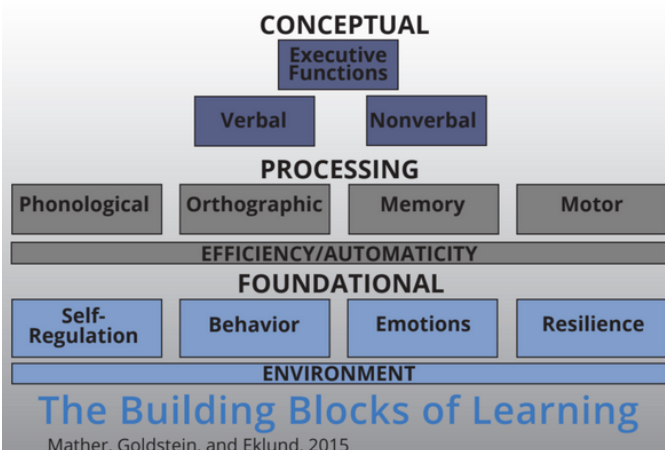 CONCEPTUAL
Executive
Functions
Verbal Nonverbal
PROCESSING
Phonological Orthographic Memory Motor
EFFICIENCY/AUTOMATICITY
FOUNDATIONAL
Self-
Regulation Behavior Emotions Resilience
ENVIRONMENT
The Building Blocks of Learning
Mather, Goldstein, and Eklund, 2015